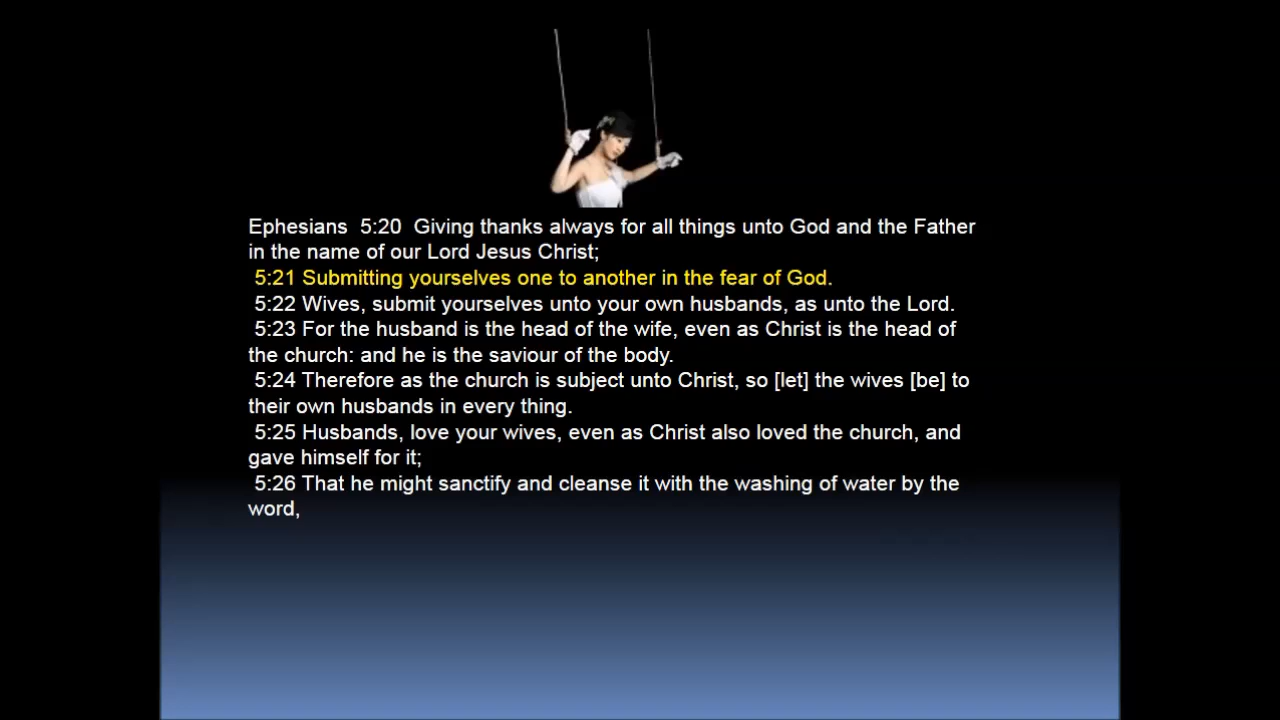 Ephesians 5:20 Giving thanks always for all things unto God and the Father
in the name of our Lord Jesus Christ;
5:21 Submitting yourselves one to another in the fear of God.
5:22 Wives, submit yourselves unto your own husbands, as unto the Lord.
5:23 For the husband is the head of the wife, even as Christ is the head of
the church: and he is the saviour of the body.
5:24 Therefore as the church is subject unto Christ, so [let] the wives [be] to
their own husbands in every thing.
5:25 Husbands, love your wives, even as Christ also loved the church, and
gave himself for it;
5:26 That he might sanctify and cleanse it with the washing of water by the
word,